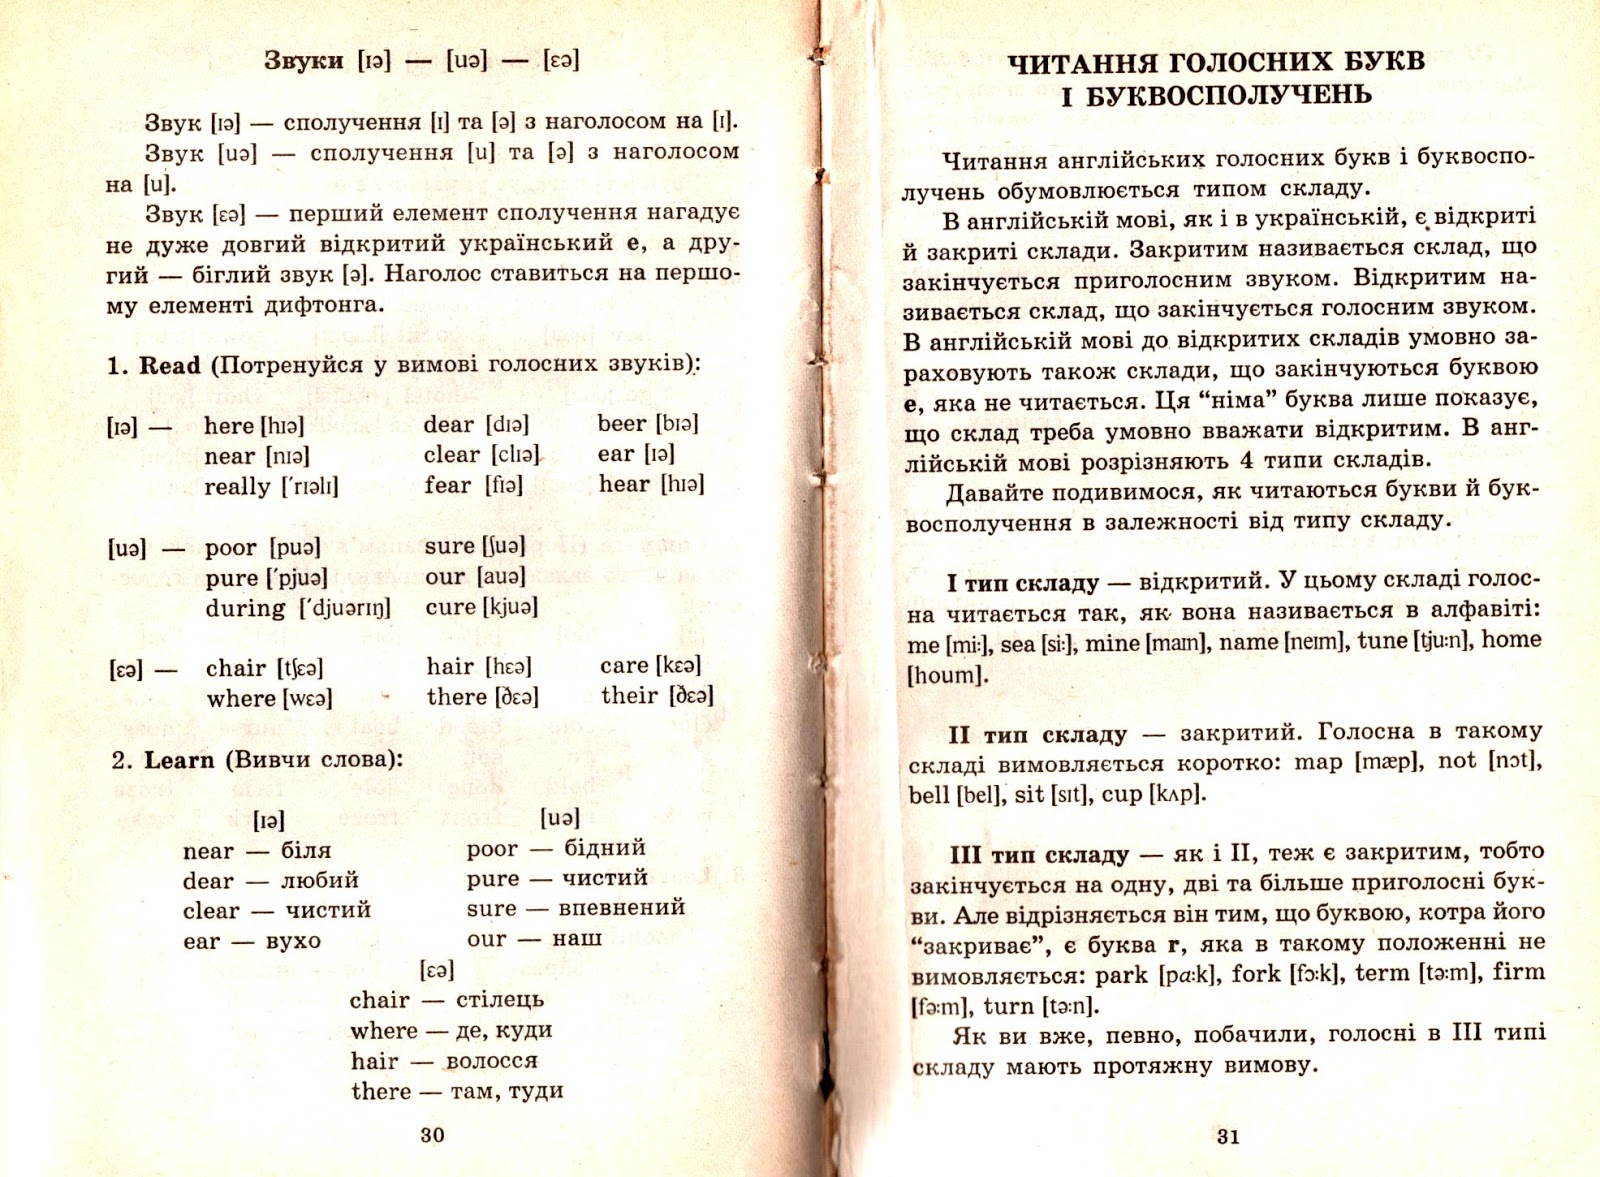 Звуки [ɪə] — [uə] — [ɛə]
Звук [ɪə] — сполучення [ɪ] та [ə] з наголосом на [ɪ].
Звук [uə] — сполучення [u] та [ə] з наголосом
на [u].
Звук [ɛə] — перший елемент сполучення нагадує
не дуже довгий відкритий український е, а дру-
гий — біглий звук [ə]. Наголос ставиться на першо-
му елементі дифтонга.
1. Read (Потренуйся у вимові голосних звуків):
[ɪə] — here [hɪə] dear [dɪə] beer [bɪə]
near [nɪə] clear [clɪə] ear [ɪə]
really ['rɪəlɪ] fear [fɪə] hear [hɪə]
[uə] — poor [puə] sure [ʃuə]
pure ['pjuə] our [auə]
during ['djuərɪŋ] cure [kjuə]
[ɛə] — chair [tʃɛə] hair [hɛə] care [kɛə]
where [wɛə] there [ðɛə] their [ðɛə]
2. Learn (Вивчи слова):
[ɪə] [uə]
near — біля poor — бідний
dear — любий pure — чистий
clear — чистий sure — впевнений
ear — вухо our — наш
[ɛə]
chair — стілець
where — де, куди
hair — волосся
there — там, туди
30
ЧИТАННЯ ГОЛОСНИХ БУКВ
І БУКВОСПОЛУЧЕНЬ
Читання англійських голосних букв і буквоспо-
лучень обумовлюється типом складу.
В англійській мові, як і в українській, є відкриті
й закриті склади. Закритим називається склад, що
закінчується приголосним звуком. Відкритим на-
зивається склад, що закінчується голосним звуком.
В англійській мові до відкритих складів умовно за-
раховують також склади, що закінчуються буквою
е, яка не читається. Ця “німа” буква лише показує,
що склад треба умовно вважати відкритим. В анг-
лійській мові розрізняють 4 типи складів.
Давайте подивимося, як читаються букви й бук-
восполучення в залежності від типу складу.
I тип складу — відкритий. У цьому складі голос-
на читається так, як вона називається в алфавіті:
me [mi:], sea [si:], mine [maɪn], name [neɪm], tune [tju:n], home
[houm].
II тип складу — закритий. Голосна в такому
складі вимовляється коротко: map [mæp], not [nɔt],
bell [bel], sit [sɪt], cup [kʌp].
III тип складу — як і II, теж є закритим, тобто
закінчується на одну, дві та більше приголосні бук-
ви. Але відрізняється він тим, що буквою, котра його
“закриває”, є буква r, яка в такому положенні не
вимовляється: park [pɑ:k], fork [fɔ:k], term [tə:m], firm
[fə:m], turn [tə:n].
Як ви вже, певно, побачили, голосні в III типі
складу мають протяжну вимову.
31